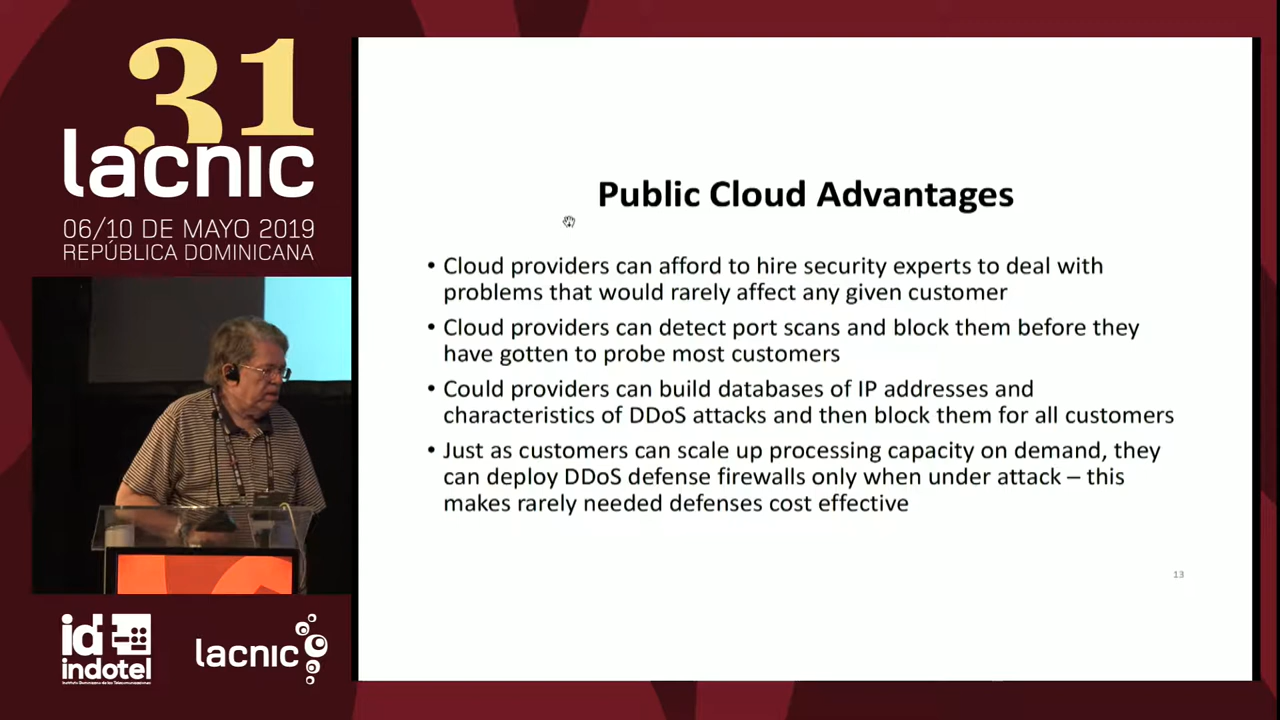 31
lacnic
06/10 DE MAYO 2019
REPÚBLICA DOMINICANA
Public Cloud Advantages
• Cloud providers can afford to hire security experts to deal with
problems that would rarely affect any given customer
• Cloud providers can detect port scans and block them before they
have gotten to probe most customers
• Could providers can build databases of IP addresses and
characteristics of DDoS attacks and then block them for all customers
• Just as customers can scale up processing capacity on demand, they
can deploy DDoS defense firewalls only when under attack – this
makes rarely needed defenses cost effective
13
id
indotel
Instituto Dominicano de las Telecomunicaciones
lacnic